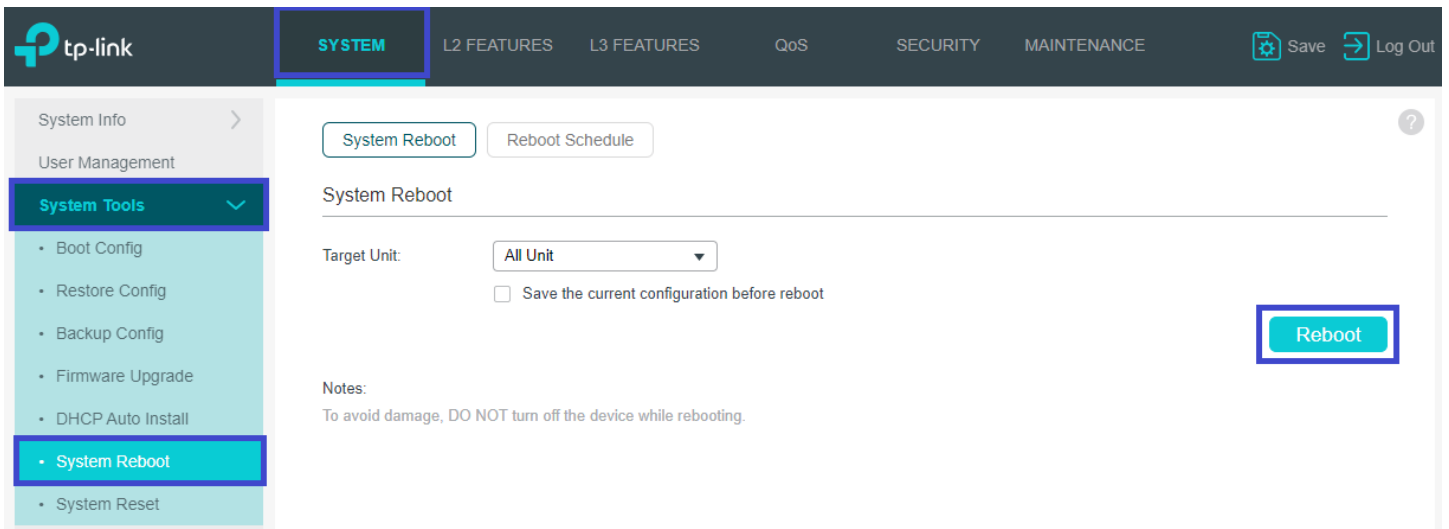 tp-link
SYSTEM
L2 FEATURES
L3 FEATURES
QoS
SECURITY
MAINTENANCE
Save
Log Out
System Info
User Management
System Tools
• Boot Config
• Restore Config
• Backup Config
• Firmware Upgrade
• DHCP Auto Install
• System Reboot
• System Reset
System Reboot
Reboot Schedule
?
System Reboot
Target Unit:
All Unit
Save the current configuration before reboot
Reboot
Notes:
To avoid damage, DO NOT turn off the device while rebooting.